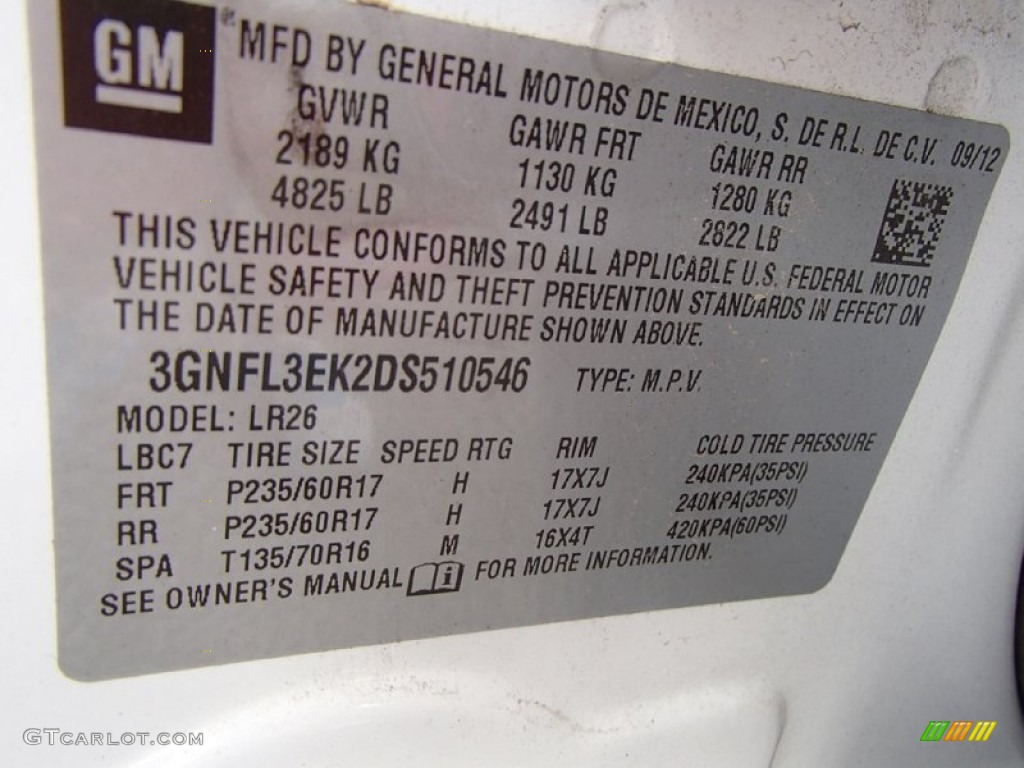 GM
® MFD BY GENERAL MOTORS DE MEXICO, S. DE R.L. DE C.V. 09/12
GVWR GAWR FRT GAWR RR
2189 KG 1130 KG 1280 KG
4825 LB 2491 LB 2822 LB
THIS VEHICLE CONFORMS TO ALL APPLICABLE U.S. FEDERAL MOTOR
VEHICLE SAFETY AND THEFT PREVENTION STANDARDS IN EFFECT ON
THE DATE OF MANUFACTURE SHOWN ABOVE.
3GNFL3EK2DS510546 TYPE: M.P.V.
MODEL: LR26
LBC7 TIRE SIZE SPEED RTG RIM COLD TIRE PRESSURE
FRT P235/60R17 H 17X7J 240KPA(35PSI)
RR P235/60R17 H 17X7J 240KPA(35PSI)
SPA T135/70R16 M 16X4T 420KPA(60PSI)
SEE OWNER'S MANUAL i FOR MORE INFORMATION.
GTCarLot.com